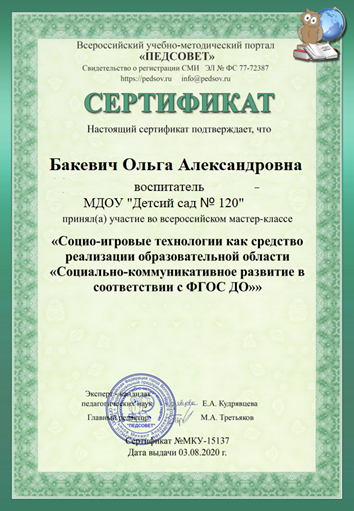 Всероссийский учебно-методический портал
«ПЕДСОВЕТ»
Свидетельство о регистрации СМИ ЭЛ № ФС 77-72387
https://pedsov.ru info@pedsov.ru
СЕРТИФИКАТ
Настоящий сертификат подтверждает, что
Бакевич Ольга Александровна
воспитатель –
МДОУ "Детсий сад № 120"
принял(а) участие во всероссийском мастер-классе
«Социо-игровые технологии как средство
реализации образовательной области
«Социально-коммуникативное развитие в
соответствии с ФГОС ДО»»
Эксперт - кандидат
педагогических наук Е.А. Кудрявцева
Главный редактор М.А. Третьяков
"ПЕДСОВЕТ"
Сертификат №МКУ-15137
Дата выдачи 03.08.2020 г.